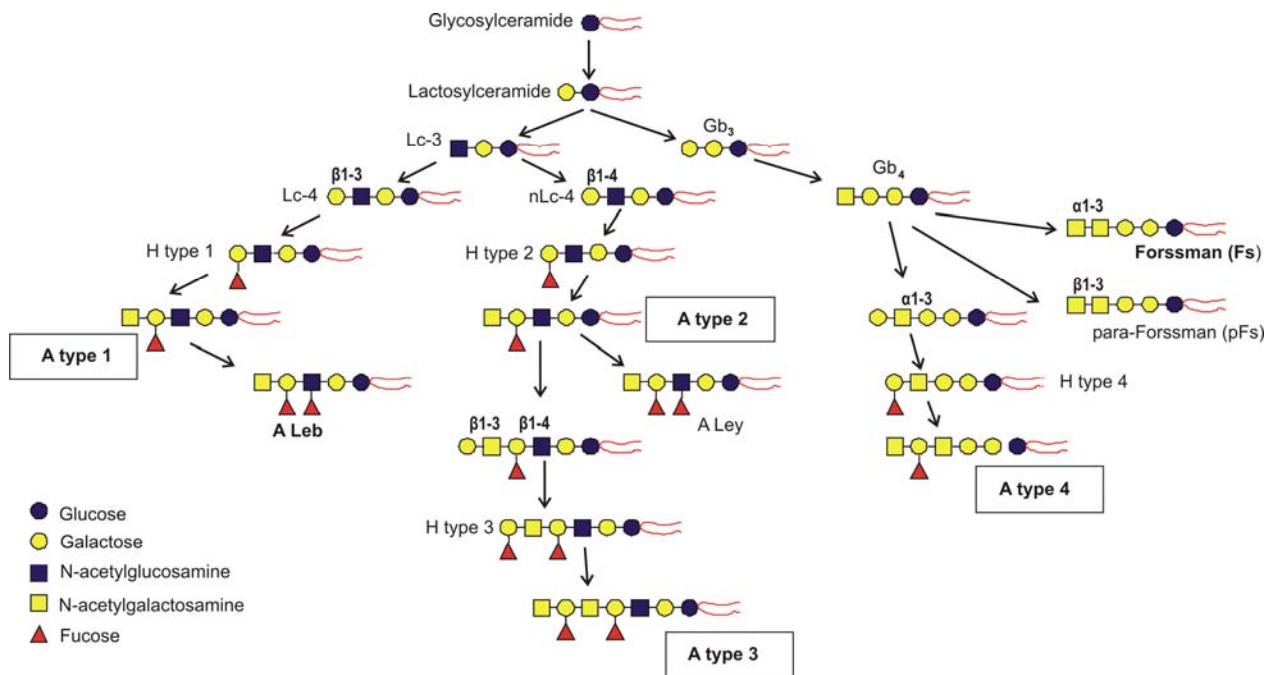 Glycosylceramide
Lactosylceramide
Lc-3
Gb3
β1-3
β1-4
Gb4
Lc-4
nLc-4
α1-3
Forssman (Fs)
H type 1
H type 2
β1-3
α1-3
A type 2
para-Forssman (pFs)
A type 1
H type 4
A Leb
A Ley
β1-3 β1-4
A type 4
Glucose
H type 3
Galactose
N-acetylglucosamine
N-acetylgalactosamine
Fucose
A type 3